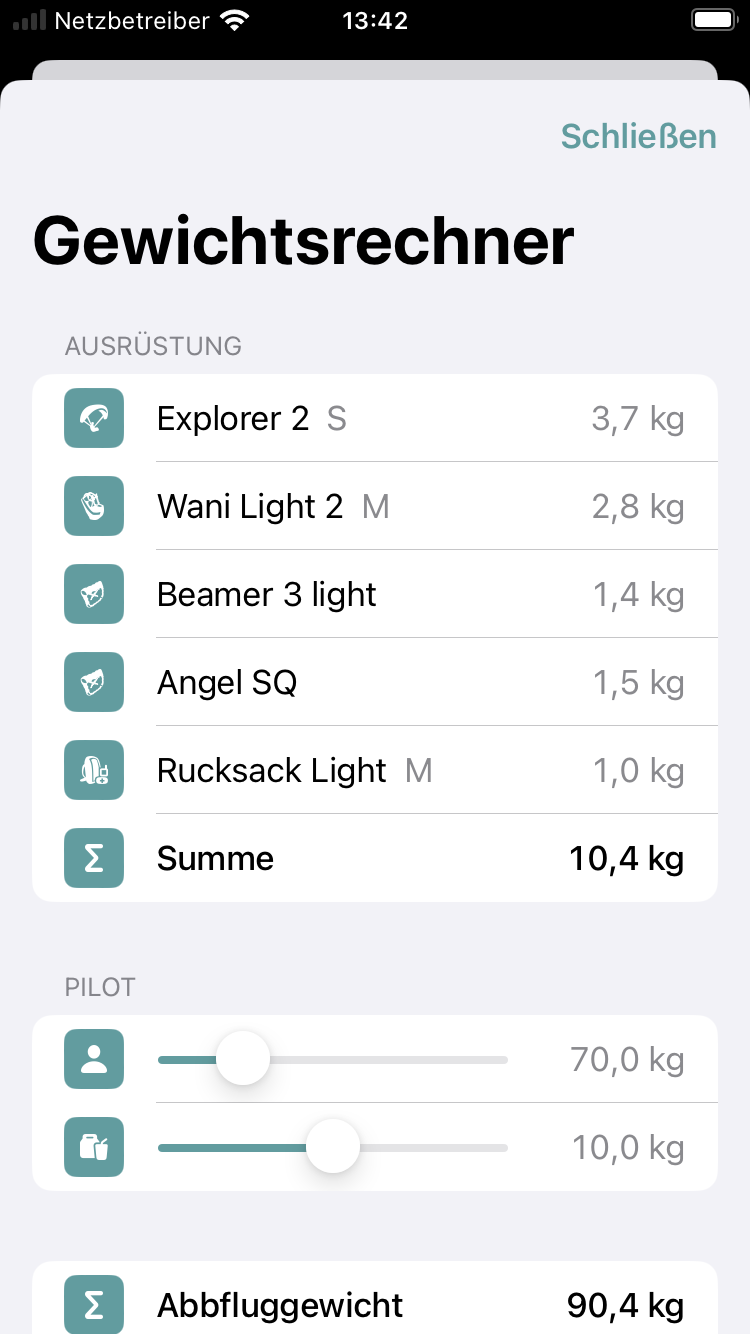 Netzbetreiber 13:42
Schließen
Gewichtsrechner
AUSRÜSTUNG
Explorer 2 S 3,7 kg
Wani Light 2 M 2,8 kg
Beamer 3 light 1,4 kg
Angel SQ 1,5 kg
Rucksack Light M 1,0 kg
Σ Summe 10,4 kg
PILOT
70,0 kg
10,0 kg
Σ Abbfluggewicht 90,4 kg